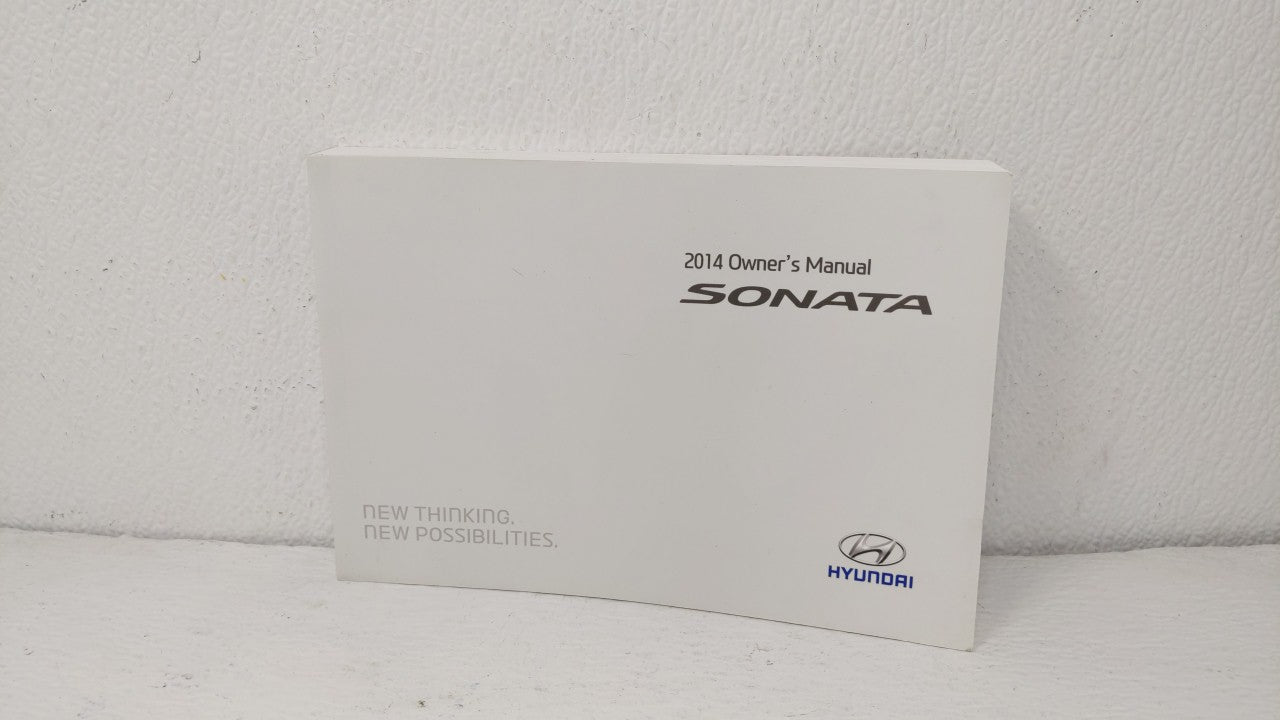 2014 Owner's Manual
SONATA
NEW THINKING.
NEW POSSIBILITIES.
HYUNDAI